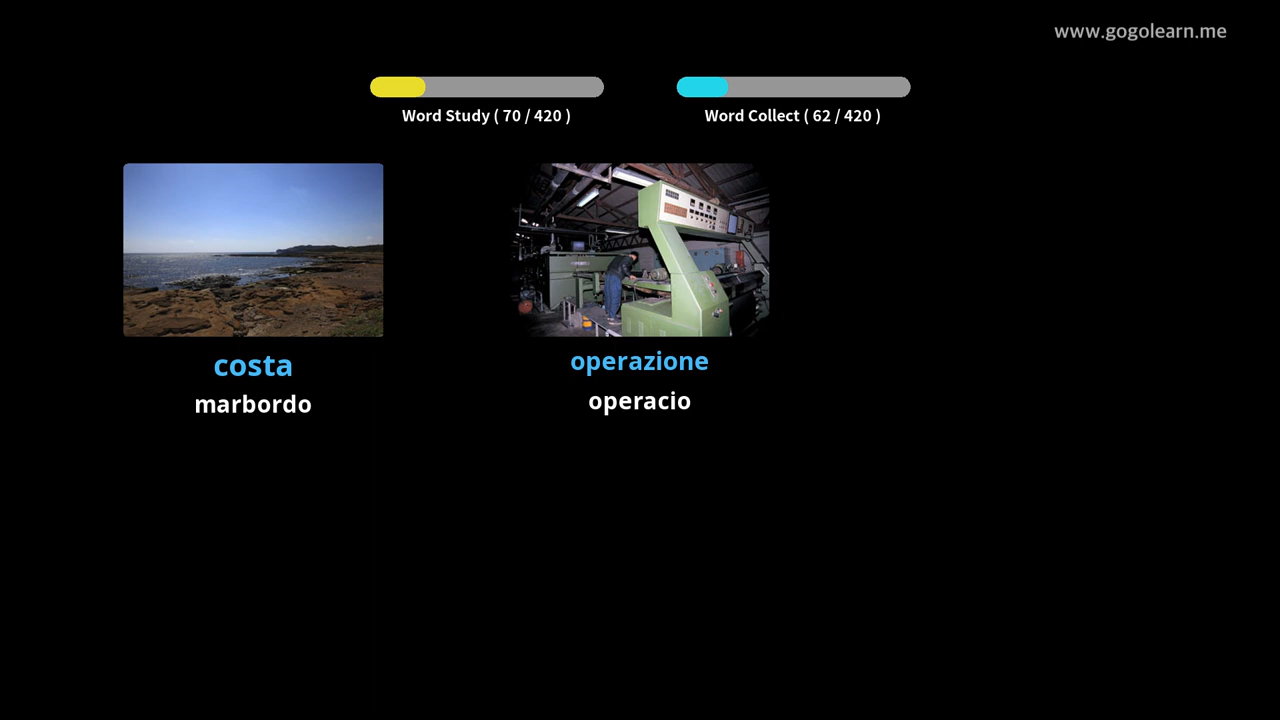 www.gogolearn.me
Word Study ( 70 / 420 )
Word Collect ( 62 / 420 )
costa
marbordo
operazione
operacio